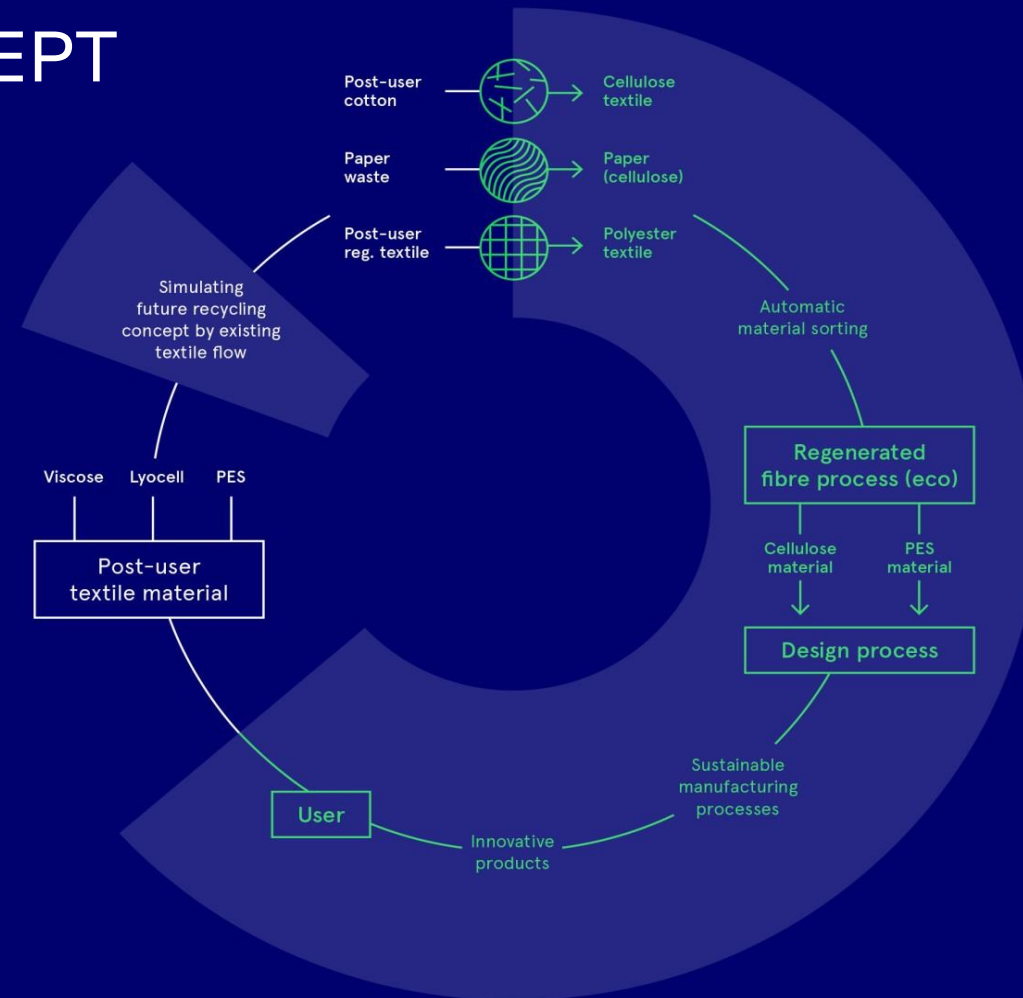 EPT
Post-user
cotton
Cellulose
textile
Paper
waste
Paper
(cellulose)
Post-user
reg. textile
Polyester
textile
Simulating
future recycling
concept by existing
textile flow
Automatic
material sorting
Regenerated
fibre process (eco)
Viscose Lyocell PES
Post-user
textile material
Cellulose
material
PES
material
Design process
Sustainable
manufacturing
processes
User
Innovative
products